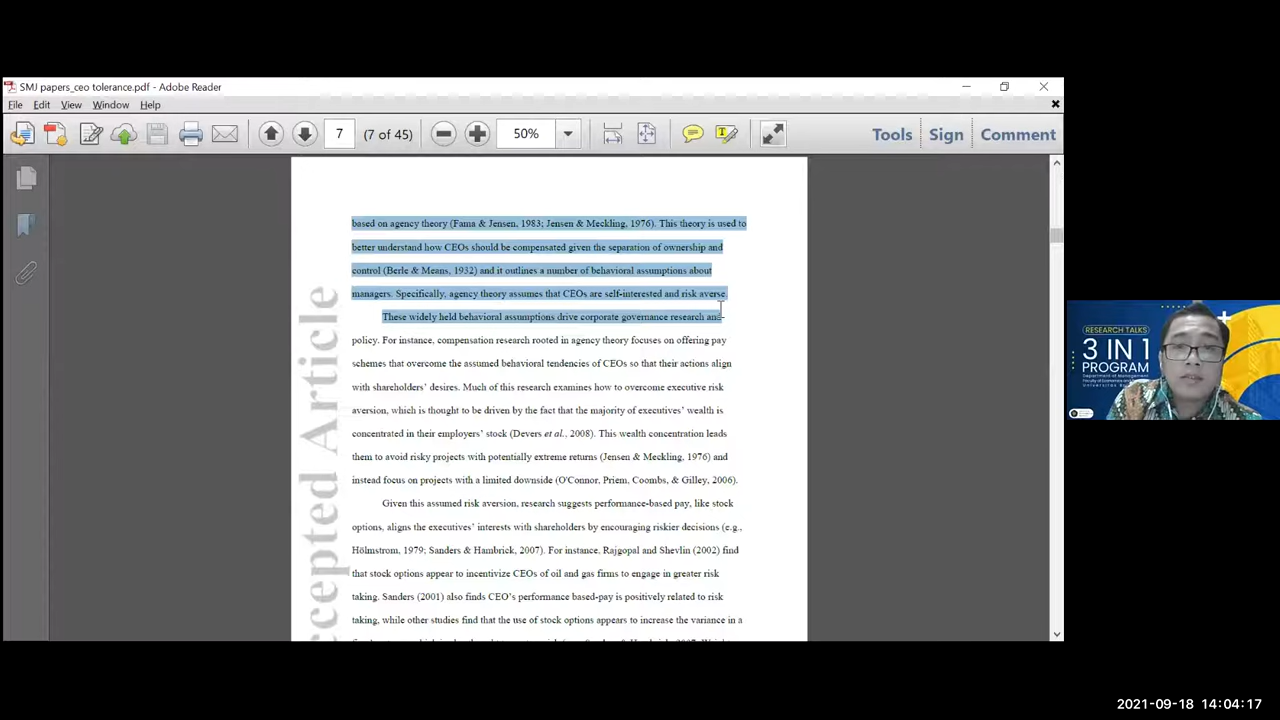 SMJ papers_ceo tolerance.pdf - Adobe Reader
File Edit View Window Help
7 (7 of 45) 50% Tools Sign Comment
based on agency theory (Fama & Jensen, 1983; Jensen & Meckling, 1976). This theory is used to
better understand how CEOs should be compensated given the separation of ownership and
control (Berle & Means, 1932) and it outlines a number of behavioral assumptions about
managers. Specifically, agency theory assumes that CEOs are self-interested and risk averse.
These widely held behavioral assumptions drive corporate governance research and
policy. For instance, compensation research rooted in agency theory focuses on offering pay
schemes that overcome the assumed behavioral tendencies of CEOs so that their actions align
with shareholders' desires. Much of this research examines how to overcome executive risk
aversion, which is thought to be driven by the fact that the majority of executives' wealth is
concentrated in their employers' stock (Devers et al., 2008). This wealth concentration leads
them to avoid risky projects with potentially extreme returns (Jensen & Meckling, 1976) and
instead focus on projects with a limited downside (O'Connor, Priem, Coombs, & Gilley, 2006).
Given this assumed risk aversion, research suggests performance-based pay, like stock
options, aligns the executives' interests with shareholders by encouraging riskier decisions (e.g.,
Hölmstrom, 1979; Sanders & Hambrick, 2007). For instance, Rajgopal and Shevlin (2002) find
that stock options appear to incentivize CEOs of oil and gas firms to engage in greater risk
taking. Sanders (2001) also finds CEO's performance based-pay is positively related to risk
taking, while other studies find that the use of stock options appears to increase the variance in a
ccepted Article
RESEARCH TALKS
3 IN 1
PROGRAM
Department of Management
Faculty of Economics and
2021-09-18 14:04:17